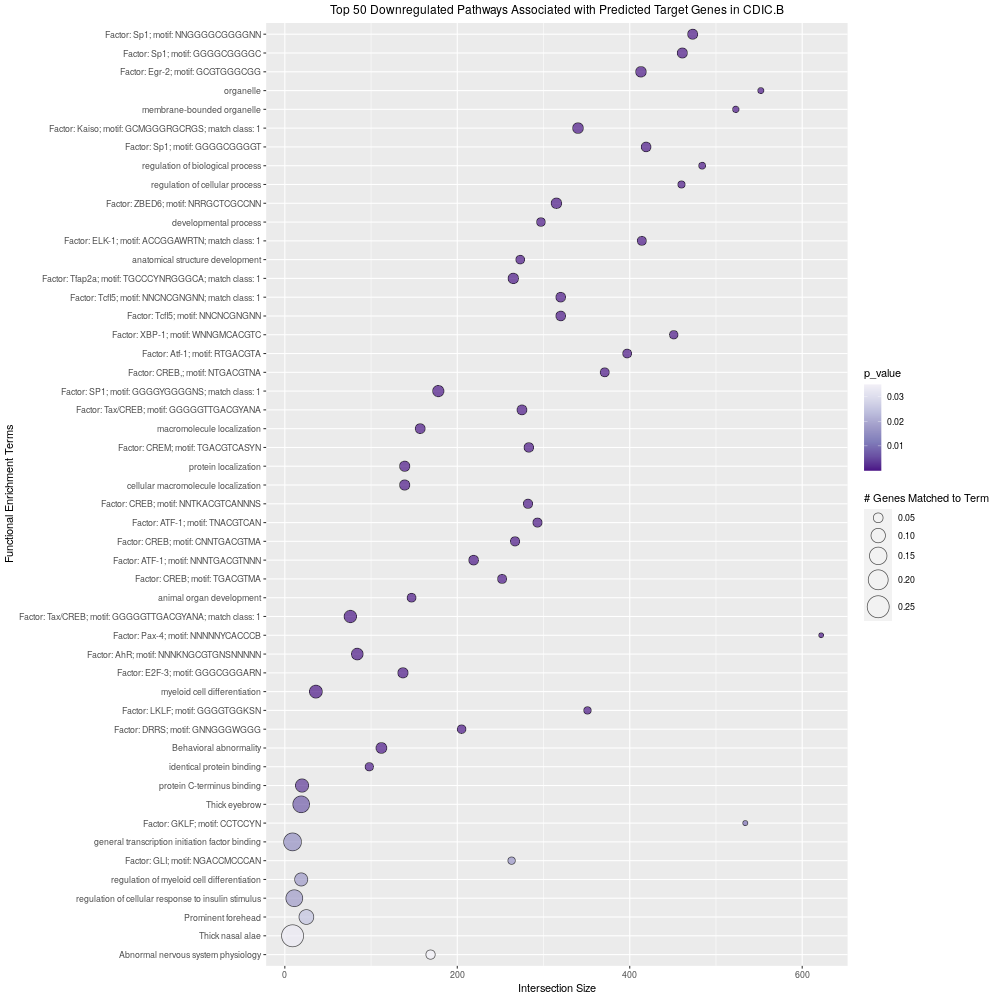 Top 50 Downregulated Pathways Associated with Predicted Target Genes in CDIC.B
Functional Enrichment Terms
Factor: Sp1; motif: NNGGGGCGGGGNN
Factor: Sp1; motif: GGGGCGGGGC
Factor: Egr-2; motif: GCGTGGGCGG
organelle
membrane-bounded organelle
Factor: Kaiso; motif: GCMGGGRGCRGS; match class: 1
Factor: Sp1; motif: GGGGCGGGGT
regulation of biological process
regulation of cellular process
Factor: ZBED6; motif: NRRGCTCGCCNN
developmental process
Factor: ELK-1; motif: ACCGGAWRTN; match class: 1
anatomical structure development
Factor: Tfap2a; motif: TGCCCYNRGGGCA; match class: 1
Factor: Tcfl5; motif: NNCNCGNGNN; match class: 1
Factor: Tcfl5; motif: NNCNCGNGNN
Factor: XBP-1; motif: WNNGMCACGTC
Factor: Atf-1; motif: RTGACGTA
Factor: CREB,; motif: NTGACGTNA
Factor: SP1; motif: GGGGYGGGGNS; match class: 1
Factor: Tax/CREB; motif: GGGGGTTGACGYANA
macromolecule localization
Factor: CREM; motif: TGACGTCASYN
protein localization
cellular macromolecule localization
Factor: CREB; motif: NNTKACGTCANNNS
Factor: ATF-1; motif: TNACGTCAN
Factor: CREB; motif: CNNTGACGTMA
Factor: ATF-1; motif: NNNTGACGTNNN
Factor: CREB; motif: TGACGTMA
animal organ development
Factor: Tax/CREB; motif: GGGGGTTGACGYANA; match class: 1
Factor: Pax-4; motif: NNNNNYCACCCB
Factor: AhR; motif: NNNKNGCGTGNSNNNNN
Factor: E2F-3; motif: GGGCGGGARN
myeloid cell differentiation
Factor: LKLF; motif: GGGGTGGKSN
Factor: DRRS; motif: GNNGGGWGGG
Behavioral abnormality
identical protein binding
protein C-terminus binding
Thick eyebrow
Factor: GKLF; motif: CCTCCYN
general transcription initiation factor binding
Factor: GLI; motif: NGACCMCCCAN
regulation of myeloid cell differentiation
regulation of cellular response to insulin stimulus
Prominent forehead
Thick nasal alae
Abnormal nervous system physiology
0 200 400 600
Intersection Size
p_value
0.03
0.02
0.01
# Genes Matched to Term
0.05
0.10
0.15
0.20
0.25